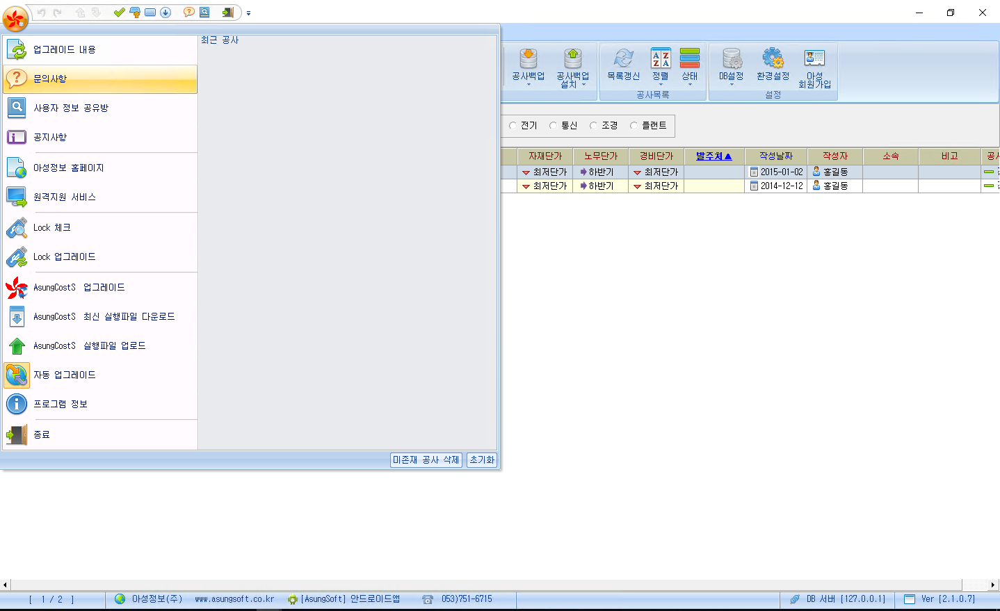 최근 공사
업그레이드 내용
문의사항
사용자 정보 공유방
공지사항
아성정보 홈페이지
원격지원 서비스
Lock 체크
Lock 업그레이드
AsungCostS 업그레이드
AsungCostS 최신 실행파일 다운로드
AsungCostS 실행파일 업로드
자동 업그레이드
프로그램 정보
종료
미존재 공사 삭제 초기화
공사백업 공사백업 설치 목록갱신 정렬 상태 DB설정 환경설정 아성 회원가입
공사목록 설정
전기 통신 조경 플랜트
자재단가 노무단가 경비단가 발주처▲ 작성날짜 작성자 소속 비고
최저단가 하반기 최저단가 2015-01-02 홍길동
최저단가 하반기 최저단가 2014-12-12 홍길동
[ 1 / 2 ] 아성정보(주) www.asungsoft.co.kr [AsungSoft] 안드로이드앱 053)751-6715 DB 서버 [127.0.0.1] Ver [2.1.0.7]